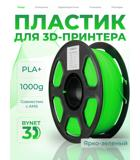 ПЛАСТИК
ДЛЯ 3D-ПРИНТЕРА
PLA+
1000g
Совместим
с AMS
BYNET
3D
Ярко-зеленый